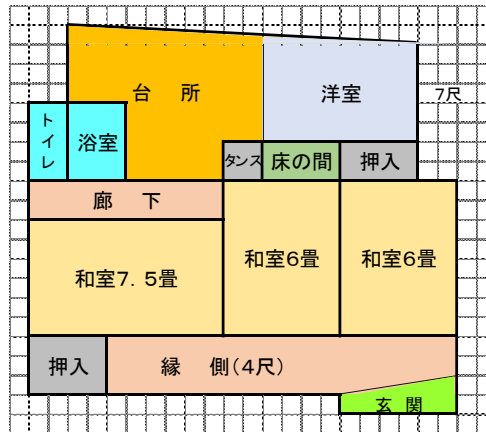 台　所
洋室
7尺
トイレ
浴室
タンス
床の間
押入
廊　下
和室6畳
和室6畳
和室7. 5畳
押入
縁　側(4尺)
玄 関